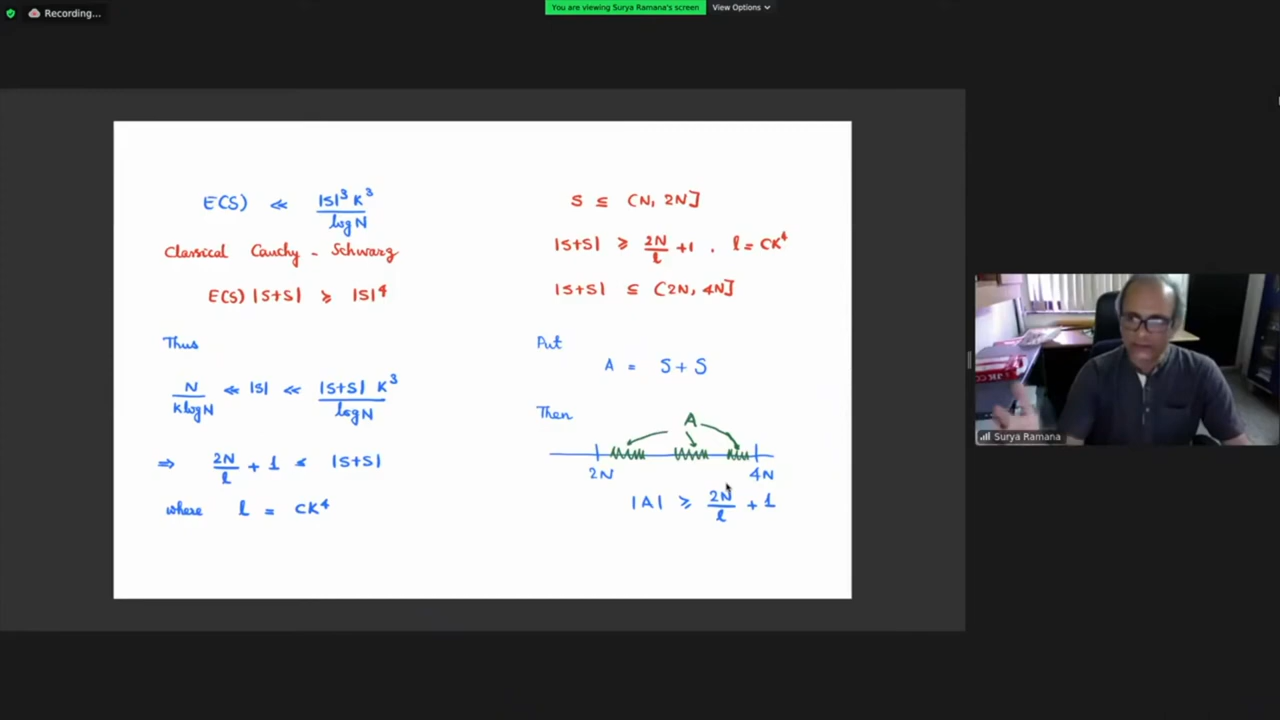 Recording...
You are viewing Surya Ramana's screen
View Options
E(S) ≪ |S|³ K³ / log N
Classical Cauchy - Schwarz
E(S) |S+S| ⩾ |S|⁴
Thus
N / K log N ≪ |S| ≪ |S+S| K³ / log N
⇒ 2N / l + 1 ≤ |S+S|
where l = CK⁴
S ⊆ (N, 2N]
|S+S| ⩾ 2N / l + 1 . l = CK⁴
|S+S| ⊆ (2N, 4N]
Put
A = S + S
Then
A
2N 4N
|A| ⩾ 2N / l + 1
Surya Ramana